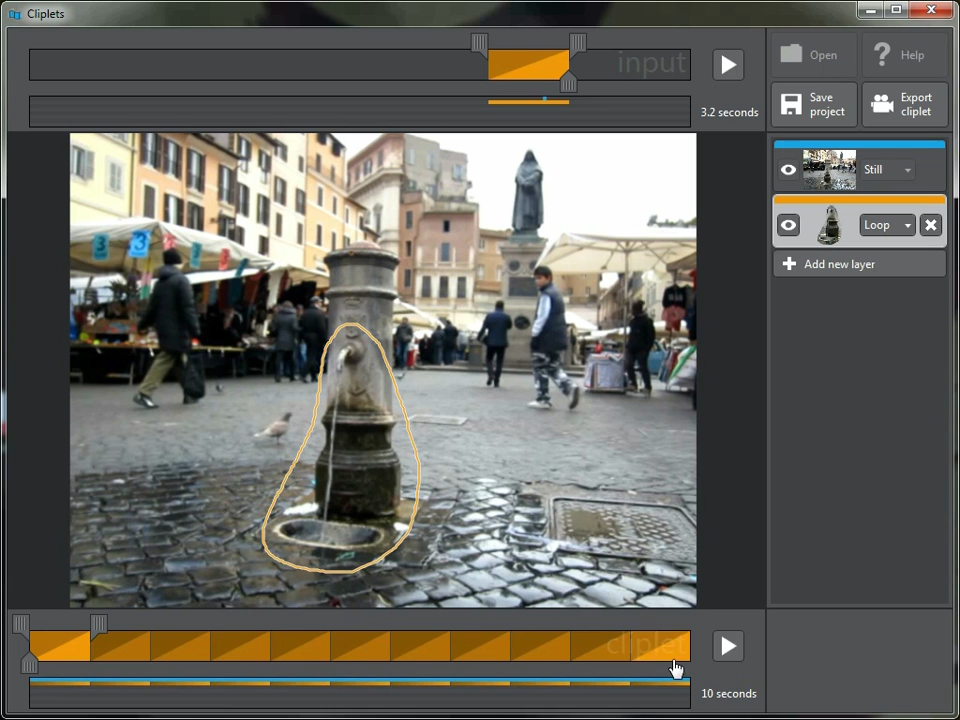 Cliplets
input
3.2 seconds
Open
Help
Save
project
Export
cliplet
Still
Loop
Add new layer
3
3
cliplet
10 seconds